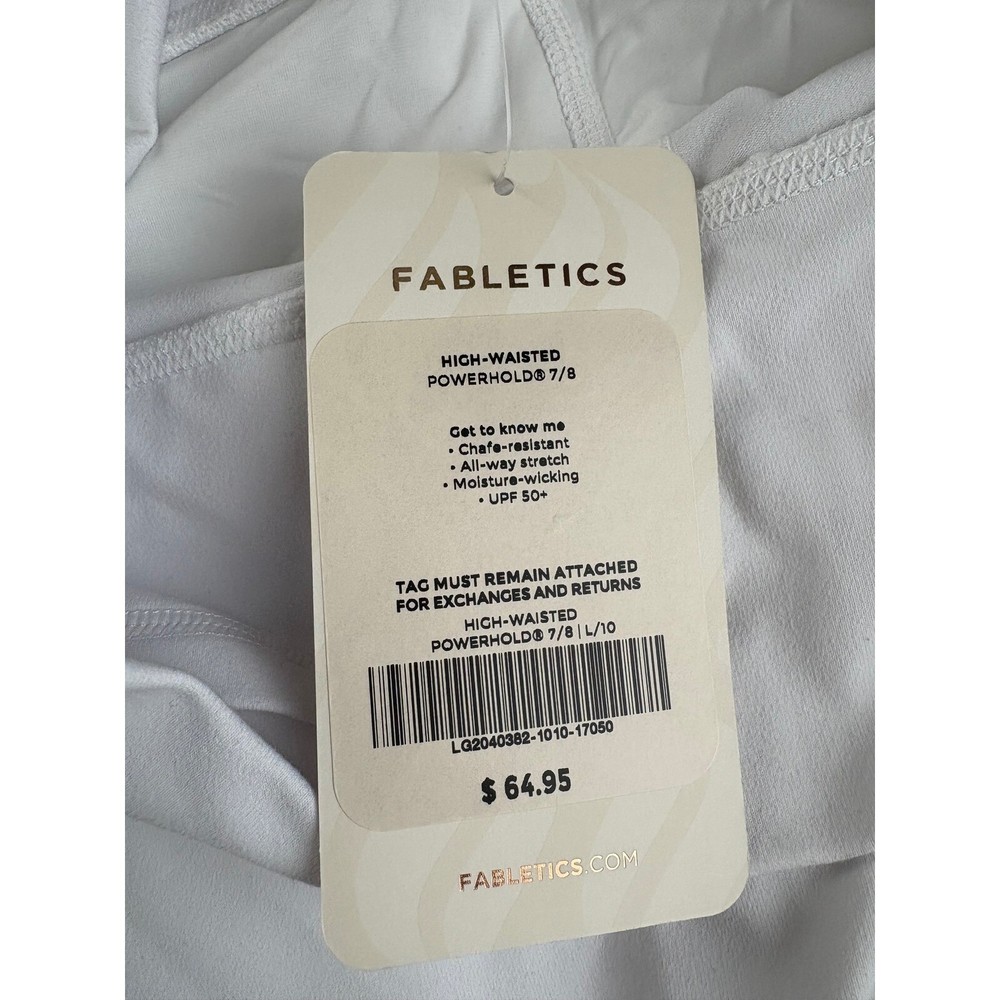 FABLETICS
HIGH-WAISTED
POWERHOLD® 7/8
Get to know me
• Chafe-resistant
• All-way stretch
• Moisture-wicking
• UPF 50+
TAG MUST REMAIN ATTACHED
FOR EXCHANGES AND RETURNS
HIGH-WAISTED
POWERHOLD® 7/8 | L/10
LG2040382-1010-17050
$ 64.95
FABLETICS.COM